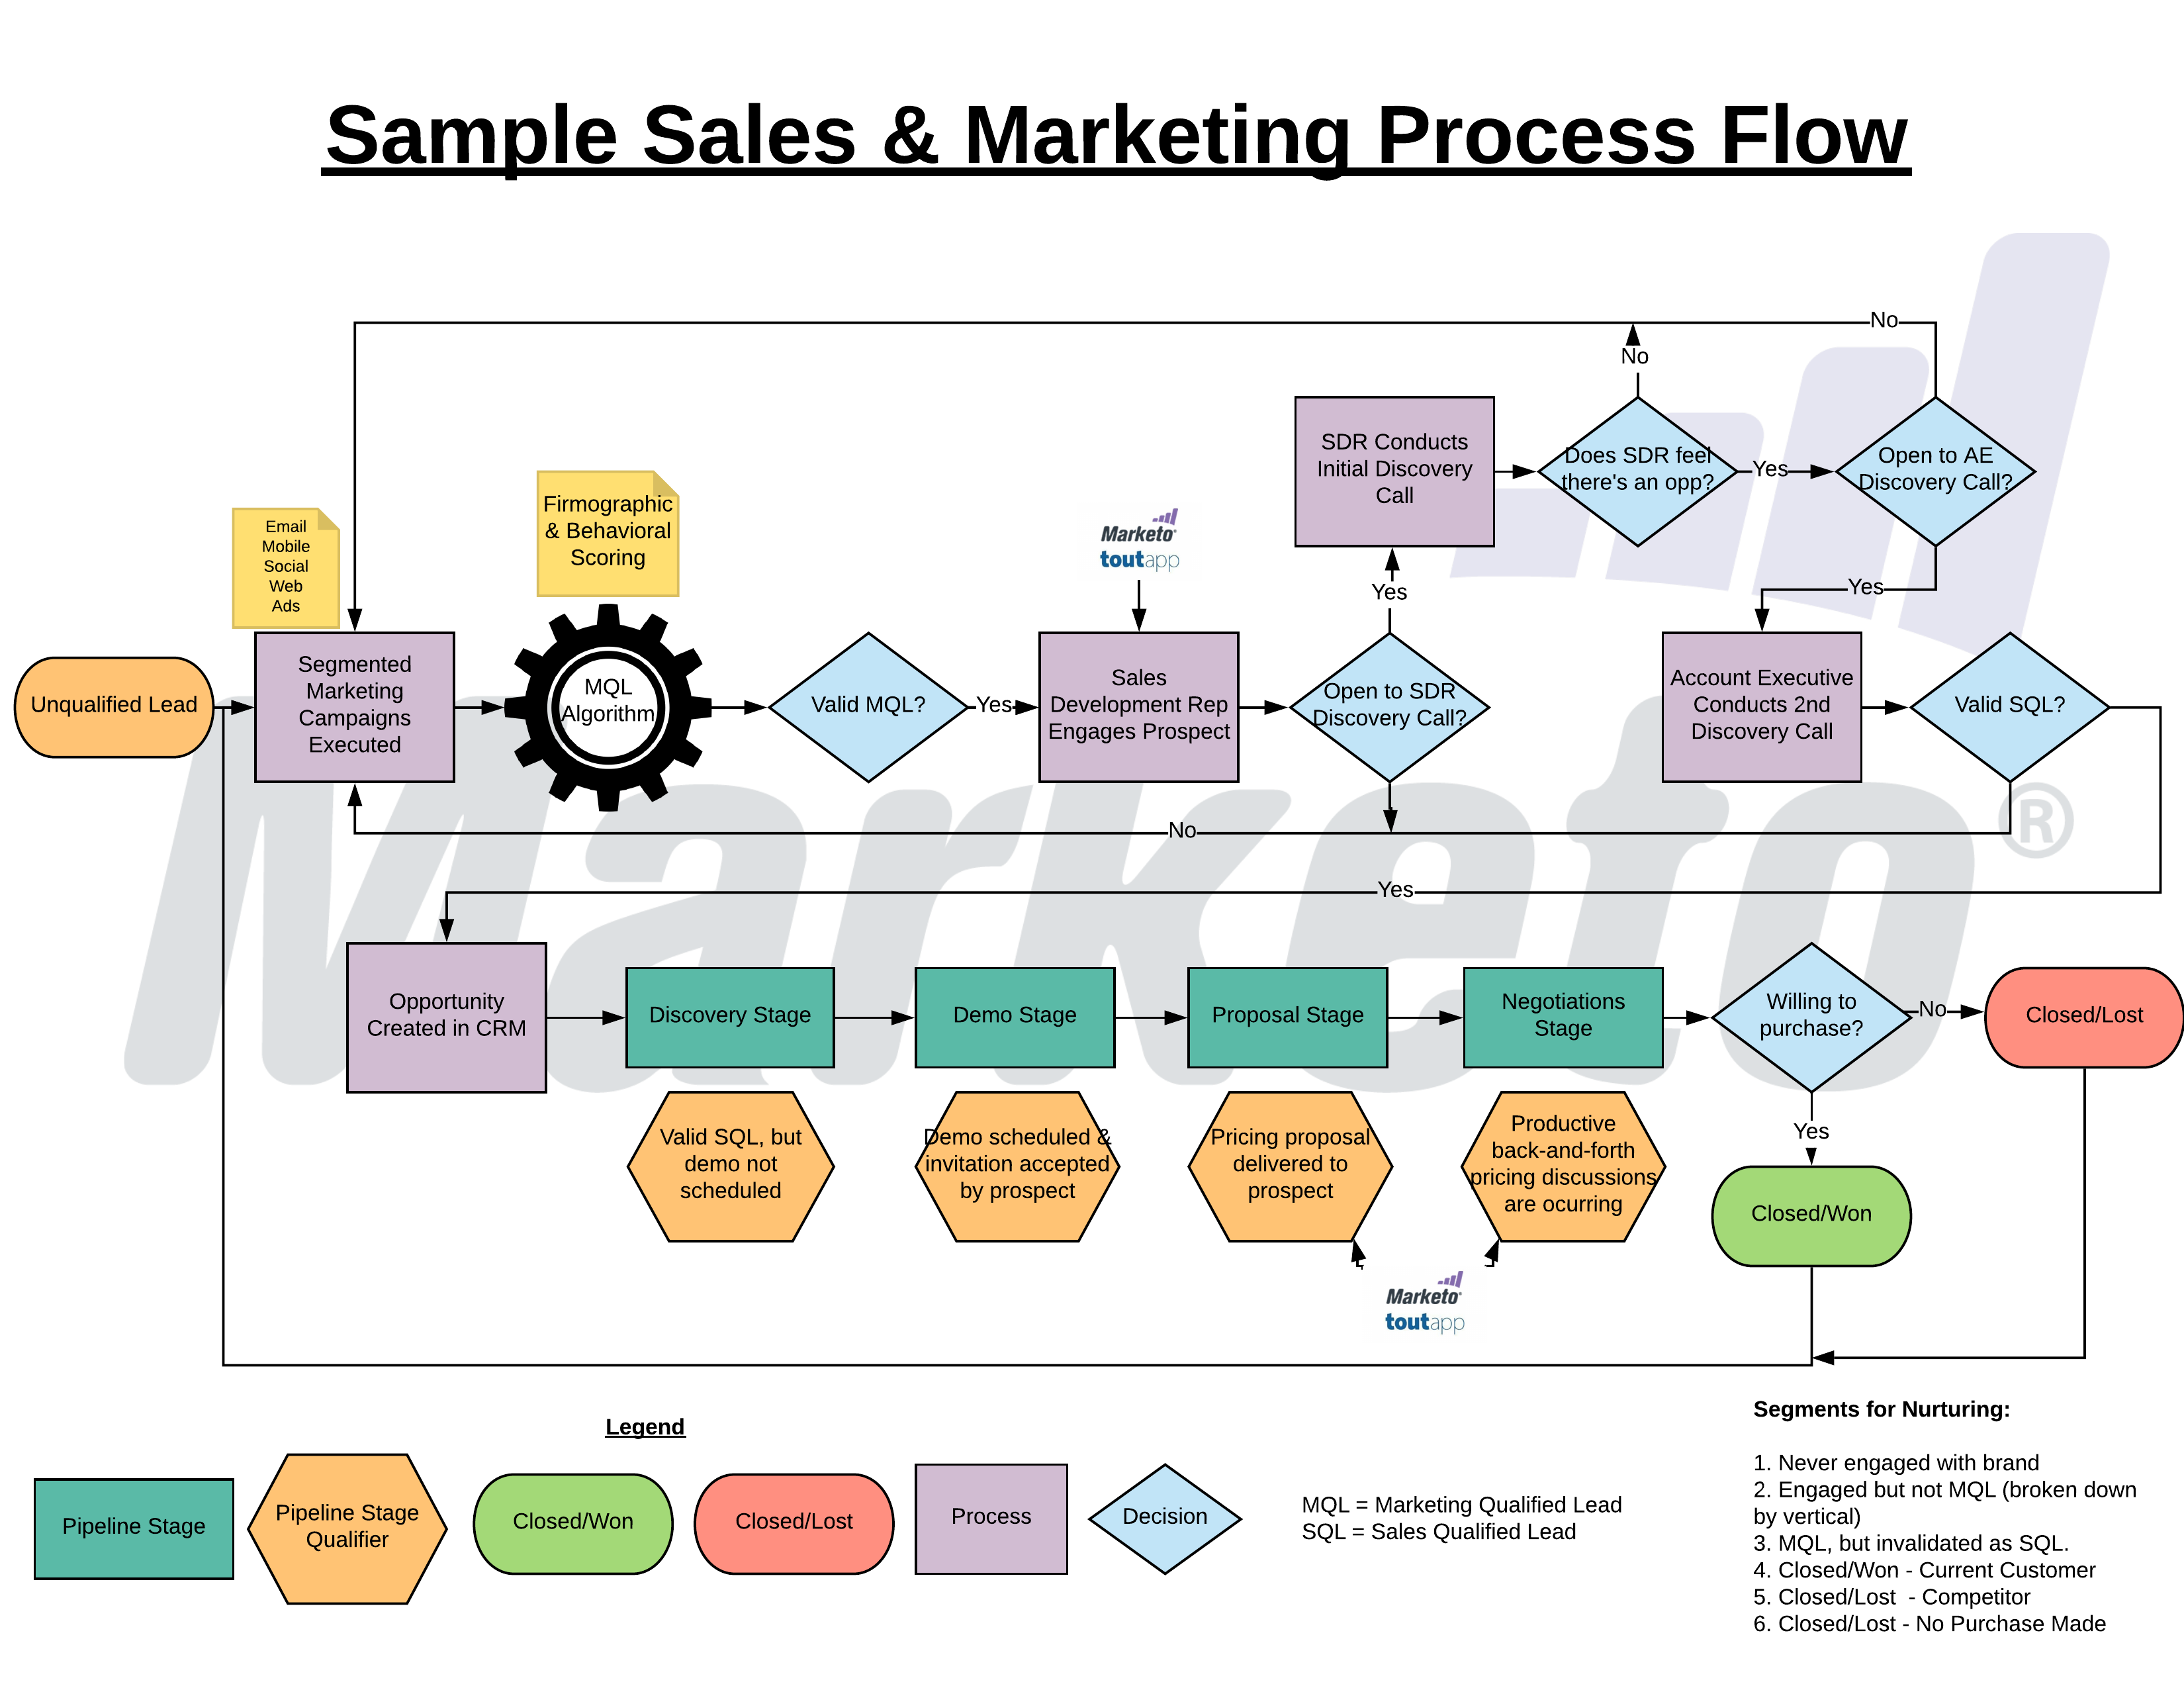 Sample Sales & Marketing Process Flow
No
No
SDR Conducts
Initial Discovery
Call
Does SDR feel
there's an opp?
Yes
Open to AE
Discovery Call?
Firmographic
& Behavioral
Scoring
Email
Mobile
Social
Web
Ads
Marketo®
toutapp
Yes
Yes
Unqualified Lead
Segmented
Marketing
Campaigns
Executed
MQL
Algorithm
Valid MQL?
Yes
Sales
Development Rep
Engages Prospect
Open to SDR
Discovery Call?
Account Executive
Conducts 2nd
Discovery Call
Valid SQL?
No
Yes
Marketo®
Opportunity
Created in CRM
Discovery Stage
Demo Stage
Proposal Stage
Negotiations
Stage
Willing to
purchase?
No
Closed/Lost
Valid SQL, but
demo not
scheduled
Demo scheduled &
invitation accepted
by prospect
Pricing proposal
delivered to
prospect
Productive
back-and-forth
pricing discussions
are ocurring
Yes
Closed/Won
Marketo®
toutapp
Legend
Pipeline Stage
Pipeline Stage
Qualifier
Closed/Won
Closed/Lost
Process
Decision
MQL = Marketing Qualified Lead
SQL = Sales Qualified Lead
Segments for Nurturing:
1. Never engaged with brand
2. Engaged but not MQL (broken down
by vertical)
3. MQL, but invalidated as SQL.
4. Closed/Won - Current Customer
5. Closed/Lost  - Competitor
6. Closed/Lost - No Purchase Made